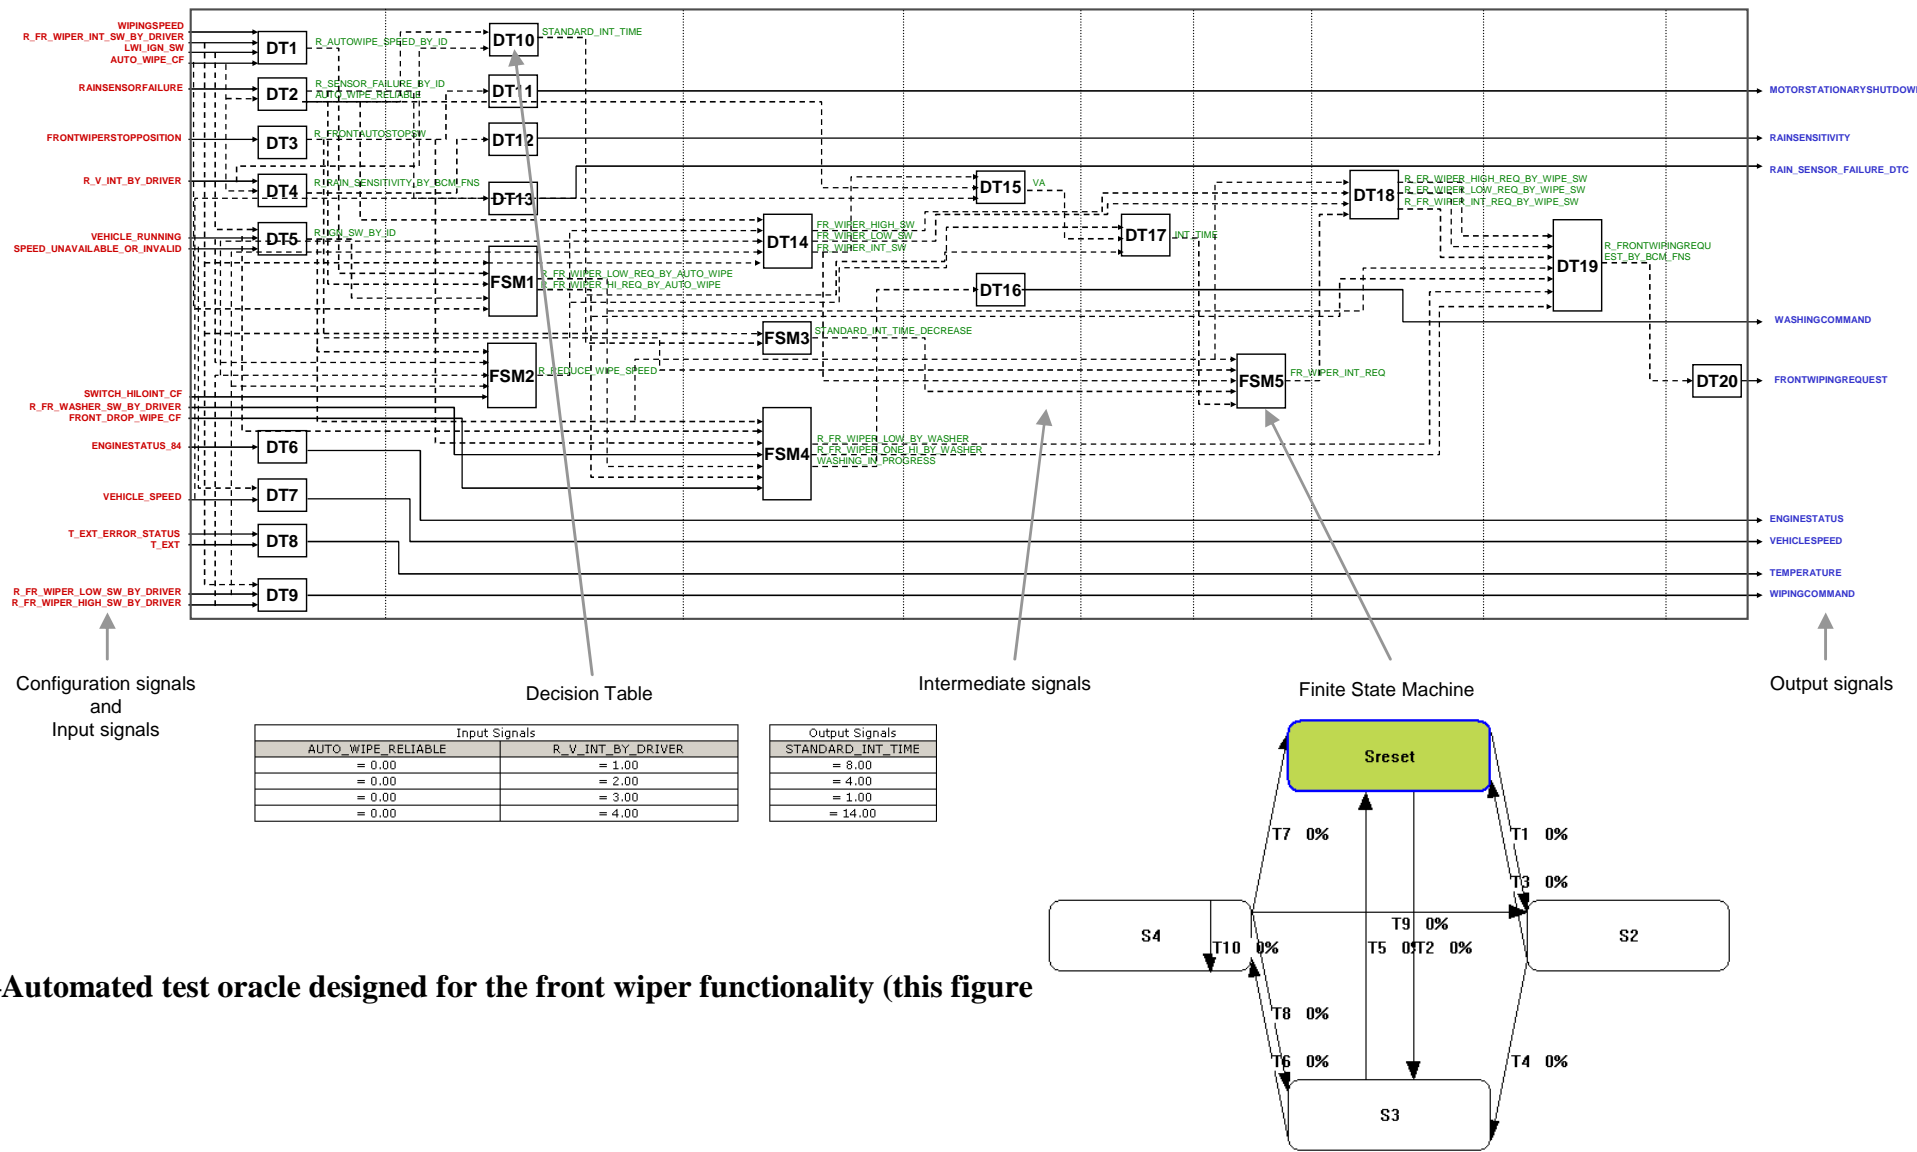 WIPINGSPEED
R_FR_WIPER_INT_SW_BY_DRIVER
LWI_IGN_SW
AUTO_WIPE_CF
RAINSENSORFAILURE
FRONTWIPERSTOPPOSITION
R_V_INT_BY_DRIVER
VEHICLE_RUNNING
SPEED_UNAVAILABLE_OR_INVALID
SWITCH_HILOINT_CF
R_FR_WASHER_SW_BY_DRIVER
FRONT_DROP_WIPE_CF
ENGINESTATUS_84
VEHICLE_SPEED
T_EXT_ERROR_STATUS
T_EXT
R_FR_WIPER_LOW_SW_BY_DRIVER
R_FR_WIPER_HIGH_SW_BY_DRIVER
DT1
R_AUTOWIPE_SPEED_BY_ID
DT2
R_SENSOR_FAILURE_BY_ID
AUTO_WIPE_RELIABLE
DT3
R_FRONTAUTOSTOPSW
DT4
R_RAIN_SENSITIVITY_BY_BCM_FNS
DT5
R_IGN_SW_BY_ID
DT6
DT7
DT8
DT9
DT10
STANDARD_INT_TIME
DT11
DT12
DT13
FSM1
R_FR_WIPER_LOW_REQ_BY_AUTO_WIPE
R_FR_WIPER_HI_REQ_BY_AUTO_WIPE
FSM2
R_REDUCE_WIPE_SPEED
DT14
FR_WIPER_HIGH_SW
FR_WIPER_LOW_SW
FR_WIPER_INT_SW
FSM3
STANDARD_INT_TIME_DECREASE
FSM4
R_FR_WIPER_LOW_BY_WASHER
R_FR_WIPER_ONE_HI_BY_WASHER
WASHING_IN_PROGRESS
DT15
VA
DT16
DT17
INT_TIME
FSM5
FR_WIPER_INT_REQ
DT18
R_FR_WIPER_HIGH_REQ_BY_WIPE_SW
R_FR_WIPER_LOW_REQ_BY_WIPE_SW
R_FR_WIPER_INT_REQ_BY_WIPE_SW
DT19
R_FRONTWIPINGREQU
EST_BY_BCM_FNS
DT20
MOTORSTATIONARYSHUTDOWN
RAINSENSITIVITY
RAIN_SENSOR_FAILURE_DTC
WASHINGCOMMAND
FRONTWIPINGREQUEST
ENGINESTATUS
VEHICLESPEED
TEMPERATURE
WIPINGCOMMAND
Configuration signals
and
Input signals
Decision Table
Intermediate signals
Finite State Machine
Output signals
Input Signals Output Signals
AUTO_WIPE_RELIABLE R_V_INT_BY_DRIVER STANDARD_INT_TIME
= 0.00 = 1.00 = 8.00
= 0.00 = 2.00 = 4.00
= 0.00 = 3.00 = 1.00
= 0.00 = 4.00 = 14.00
Sreset
T7 0%
T1 0%
T3 0%
S4
T10 0%
T9 0%
T5 0%
T2 0%
S2
T8 0%
T6 0%
T4 0%
S3
-Automated test oracle designed for the front wiper functionality (this figure